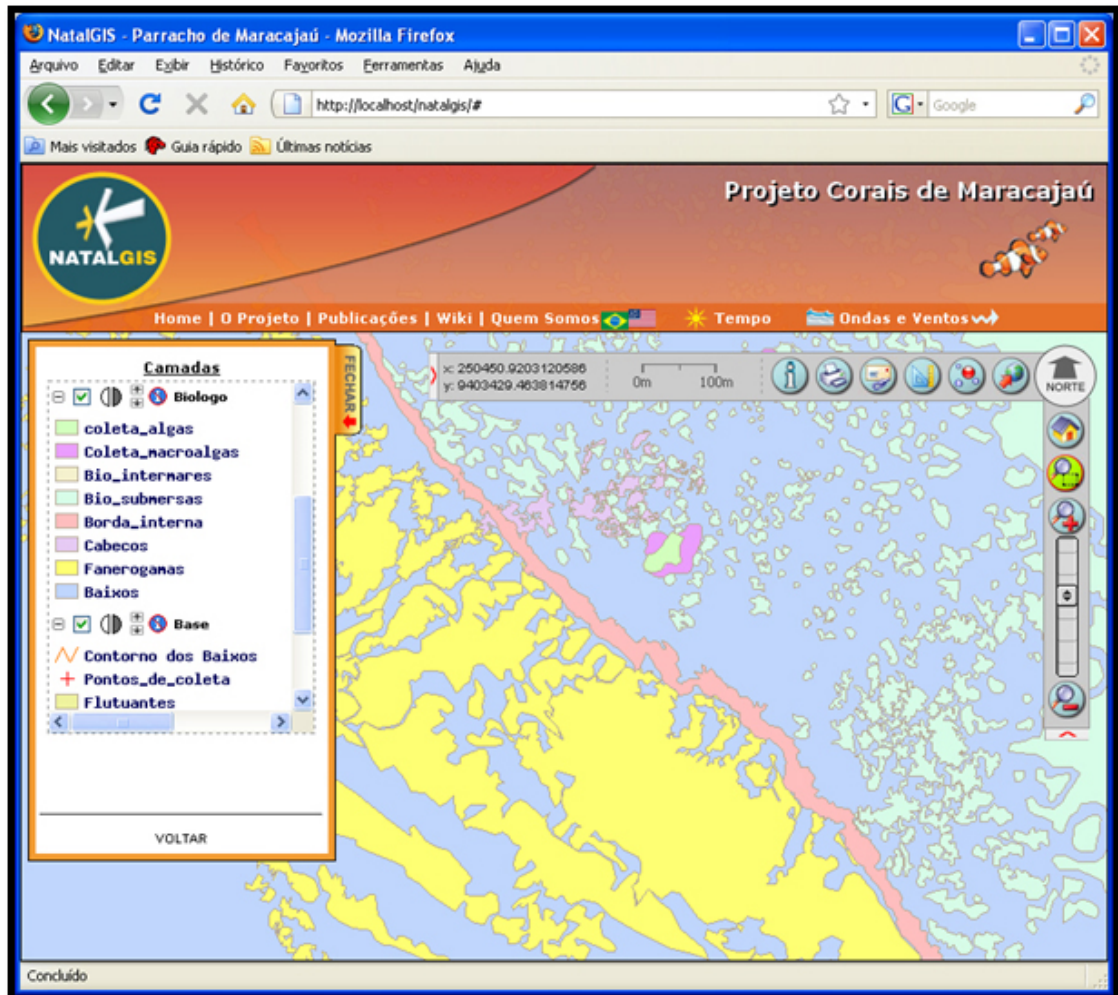 NatalGIS - Parracho de Maracajaú - Mozilla Firefox
Arquivo Editar Exibir Histórico Favoritos Ferramentas Ajuda
http://localhost/natalgis/#
G Google
Mais visitados Guia rápido Últimas notícias
Projeto Corais de Maracajaú
NATALGIS
Home | O Projeto | Publicações | Wiki | Quem Somos Tempo Ondas e Ventos
Camadas
FECHAR
Biologo
coleta_algas
Coleta_macroalgas
Bio_intermares
Bio_submersas
Borda_interna
Cabecos
Fanerogamas
Baixos
Base
Contorno dos Baixos
Pontos_de_coleta
Flutuantes
VOLTAR
x: 250450.9203120586
y: 9403429.463814756
0m 100m
NORTE
Concluído